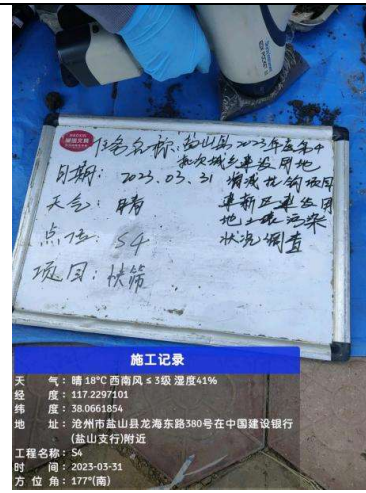 任务名称：盐山县2023年度第4
批次城乡建设用地
日期：2023.03.31 增减挂钩项目
天气：晴 建新区建设用
地土壤污染
点位：S4 状况调查
项目：快筛
施工记录
天 气：晴 18℃ 西南风 ≤ 3级 湿度41%
经 度：117.2297101
纬 度：38.0661854
地 址：沧州市盐山县龙海东路380号在中国建设银行
(盐山支行)附近
工程名称：S4
时 间：2023-03-31
方 位 角：177°(南)